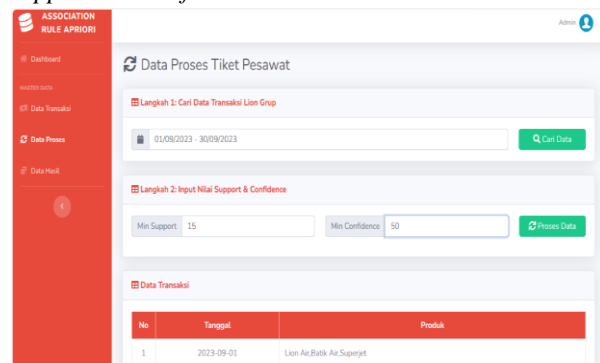 ASSOCIATION
RULE APRIORI
Admin
Dashboard
Data Proses Tiket Pesawat
MASTER DATA
Langkah 1: Cari Data Transaksi Lion Grup
Data Transaksi
Data Proses
01/09/2023 - 30/09/2023
Cari Data
Data Hasil
Langkah 2: Input Nilai Support & Confidence
Min Support 15
Min Confidence 50
Proses Data
Data Transaksi
No Tanggal Produk
1 2023-09-01 Lion Air,Batik Air,Superjet